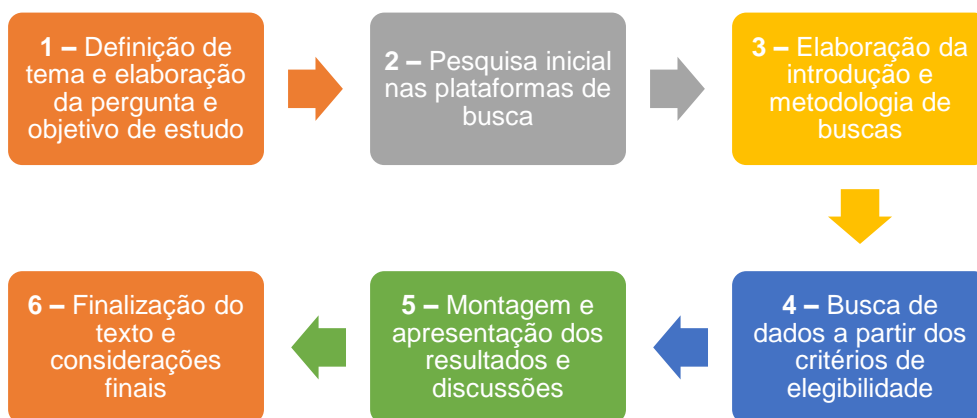 1 – Definição de
tema e elaboração
da pergunta e
objetivo de estudo
2 – Pesquisa inicial
nas plataformas de
busca
3 – Elaboração da
introdução e
metodologia de
buscas
4 – Busca de
dados a partir dos
critérios de
elegibilidade
5 – Montagem e
apresentação dos
resultados e
discussões
6 – Finalização do
texto e
considerações
finais